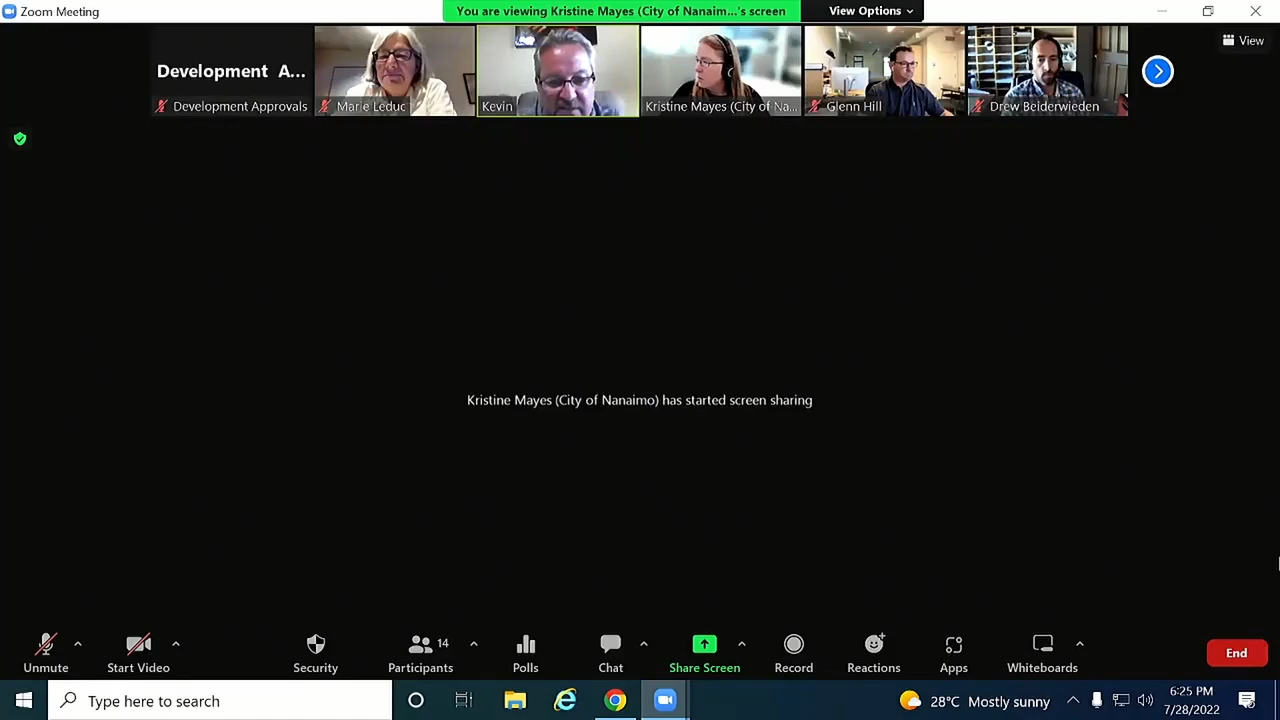 Zoom Meeting
You are viewing Kristine Mayes (City of Nanaim...'s screen
View Options
View
Development A...
Development Approvals
Marie Leduc
Kevin
Kristine Mayes (City of Na...
Glenn Hill
Drew Beiderwieden
Kristine Mayes (City of Nanaimo) has started screen sharing
14
Unmute
Start Video
Security
Participants
Polls
Chat
Share Screen
Record
Reactions
Apps
Whiteboards
End
Type here to search
28°C Mostly sunny
6:25 PM
7/28/2022